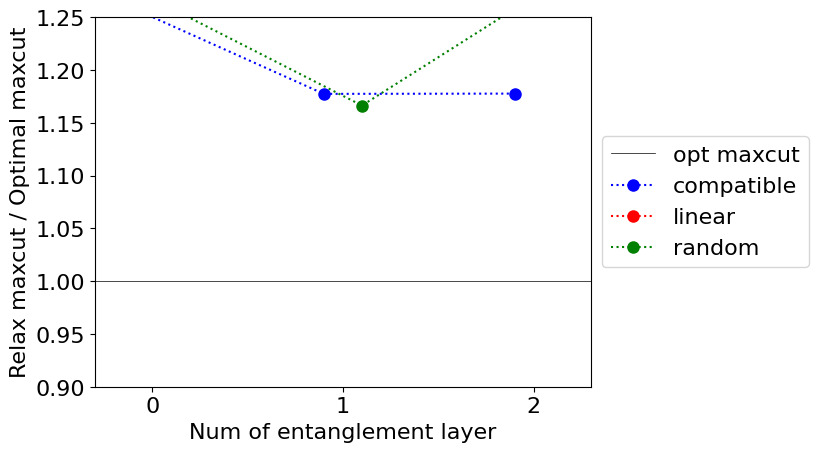 1.25
1.20
1.15
1.10
1.05
1.00
0.95
0.90
Relax maxcut / Optimal maxcut
0 1 2
Num of entanglement layer
opt maxcut
compatible
linear
random